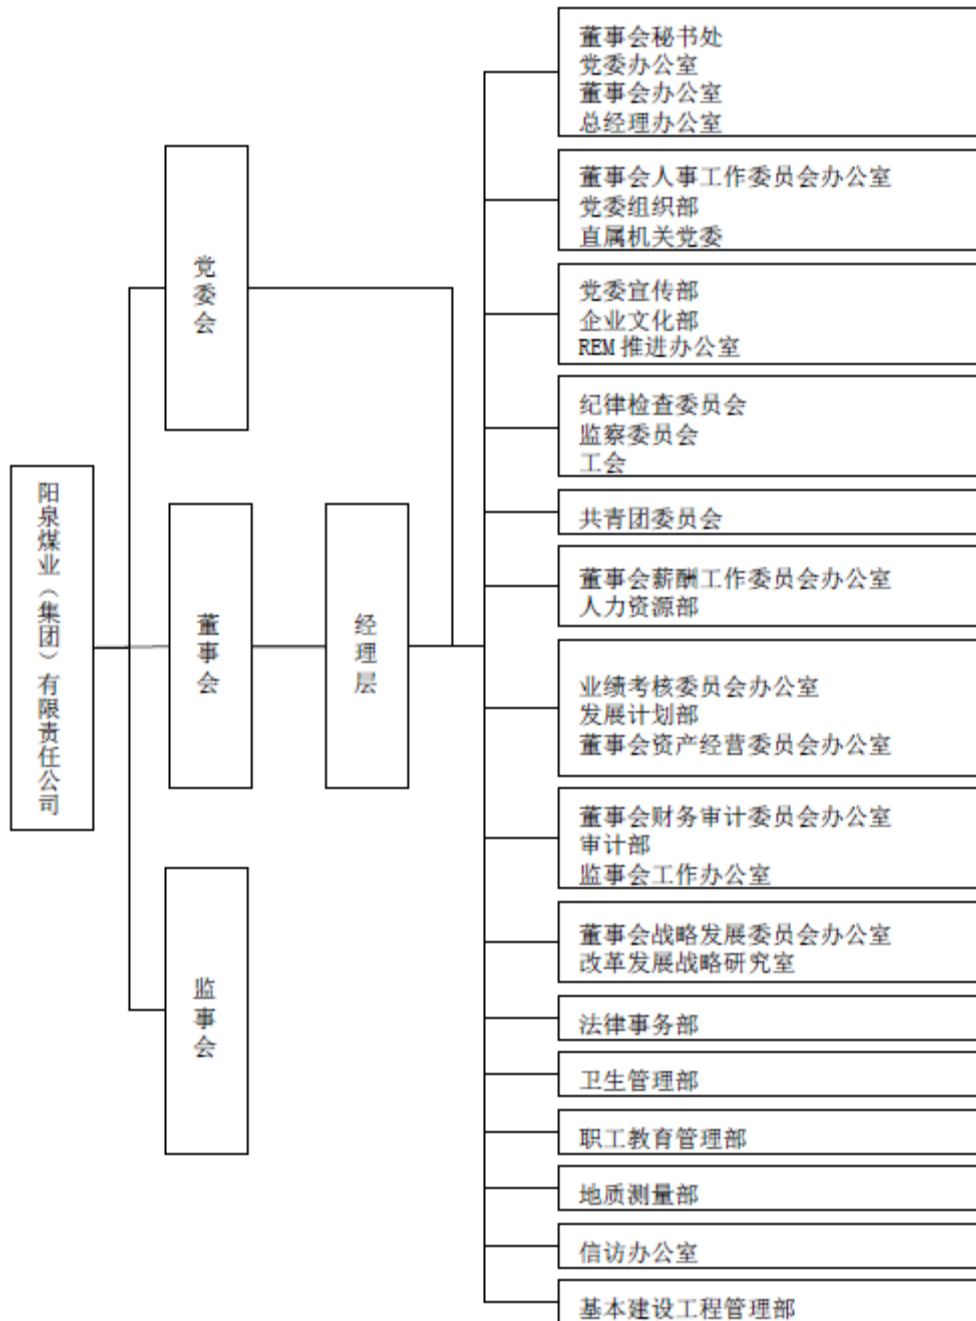 阳泉煤业（集团）有限责任公司
党委会
董事会
监事会
经理层
董事会秘书处
党委办公室
董事会办公室
总经理办公室
董事会人事工作委员会办公室
党委组织部
直属机关党委
党委宣传部
企业文化部
REM 推进办公室
纪律检查委员会
监察委员会
工会
共青团委员会
董事会薪酬工作委员会办公室
人力资源部
业绩考核委员会办公室
发展计划部
董事会资产经营委员会办公室
董事会财务审计委员会办公室
审计部
监事会工作办公室
董事会战略发展委员会办公室
改革发展战略研究室
法律事务部
卫生管理部
职工教育管理部
地质测量部
信访办公室
基本建设工程管理部